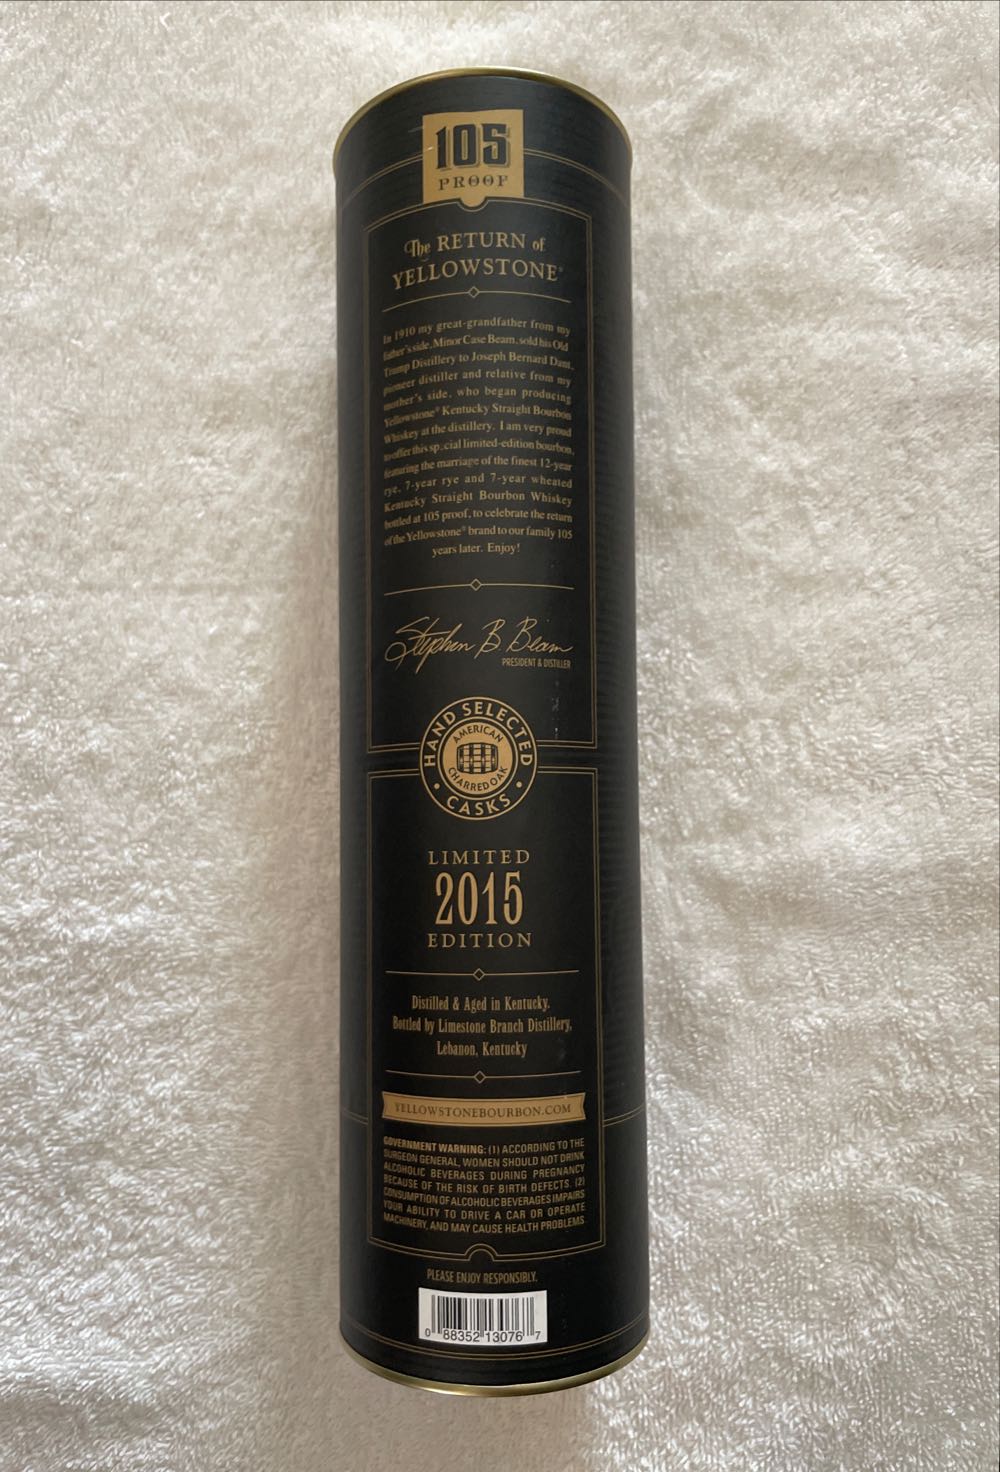 105
PROOF
The RETURN of
YELLOWSTONE®
In 1910 my great-grandfather from my
father's side, Minor Case Beam, sold his Old
Trump Distillery to Joseph Bernard Dant,
pioneer distiller and relative from my
mother's side, who began producing
Yellowstone® Kentucky Straight Bourbon
Whiskey at the distillery. I am very proud
to offer this special limited-edition bourbon,
featuring the marriage of the finest 12-year
rye, 7-year rye and 7-year wheated
Kentucky Straight Bourbon Whiskey
bottled at 105 proof, to celebrate the return
of the Yellowstone® brand to our family 105
years later. Enjoy!
Stephen B. Beam
PRESIDENT & DISTILLER
HAND SELECTED
AMERICAN
CHARRED OAK
• CASKS •
LIMITED
2015
EDITION
Distilled & Aged in Kentucky.
Bottled by Limestone Branch Distillery,
Lebanon, Kentucky
YELLOWSTONEBOURBON.COM
GOVERNMENT WARNING: (1) ACCORDING TO THE
SURGEON GENERAL, WOMEN SHOULD NOT DRINK
ALCOHOLIC BEVERAGES DURING PREGNANCY
BECAUSE OF THE RISK OF BIRTH DEFECTS. (2)
CONSUMPTION OF ALCOHOLIC BEVERAGES IMPAIRS
YOUR ABILITY TO DRIVE A CAR OR OPERATE
MACHINERY, AND MAY CAUSE HEALTH PROBLEMS.
PLEASE ENJOY RESPONSIBLY.
0 88352 13076 7